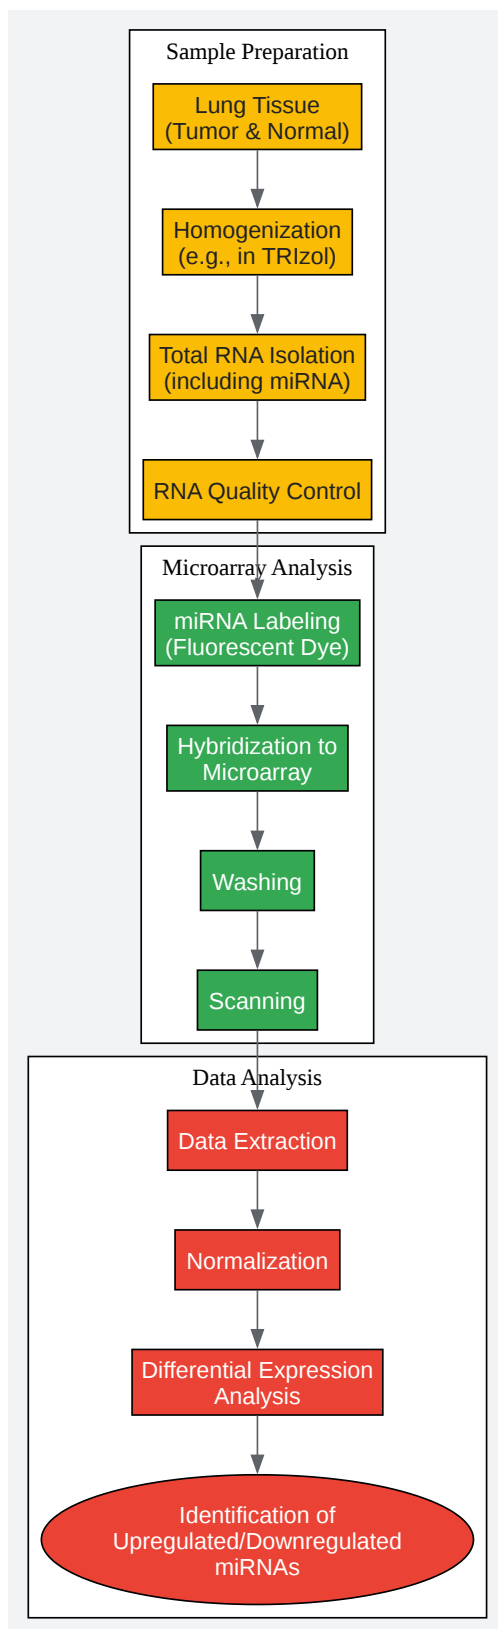 Sample Preparation
Lung Tissue
(Tumor & Normal)
Homogenization
(e.g., in TRIzol)
Total RNA Isolation
(including miRNA)
RNA Quality Control
Microarray Analysis
miRNA Labeling
(Fluorescent Dye)
Hybridization to
Microarray
Washing
Scanning
Data Analysis
Data Extraction
Normalization
Differential Expression
Analysis
Identification of
Upregulated/Downregulated
miRNAs